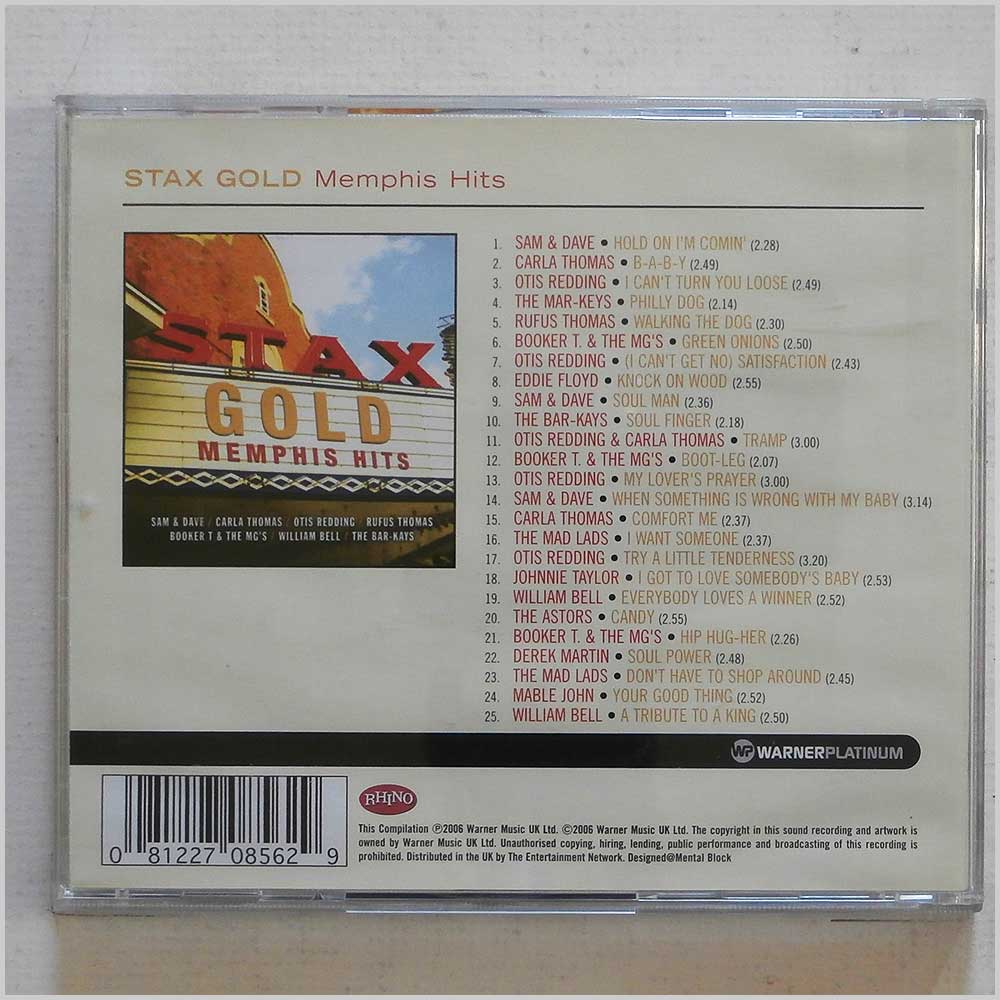 STAX GOLD Memphis Hits
STAX
GOLD
MEMPHIS HITS
SAM & DAVE / CARLA THOMAS / OTIS REDDING / RUFUS THOMAS
BOOKER T & THE MG'S / WILLIAM BELL / THE BAR-KAYS
1. SAM & DAVE • HOLD ON I'M COMIN' (2.28)
2. CARLA THOMAS • B-A-B-Y (2.49)
3. OTIS REDDING • I CAN'T TURN YOU LOOSE (2.49)
4. THE MAR-KEYS • PHILLY DOG (2.14)
5. RUFUS THOMAS • WALKING THE DOG (2.30)
6. BOOKER T. & THE MG'S • GREEN ONIONS (2.50)
7. OTIS REDDING • (I CAN'T GET NO) SATISFACTION (2.43)
8. EDDIE FLOYD • KNOCK ON WOOD (2.55)
9. SAM & DAVE • SOUL MAN (2.36)
10. THE BAR-KAYS • SOUL FINGER (2.18)
11. OTIS REDDING & CARLA THOMAS • TRAMP (3.00)
12. BOOKER T. & THE MG'S • BOOT-LEG (2.07)
13. OTIS REDDING • MY LOVER'S PRAYER (3.00)
14. SAM & DAVE • WHEN SOMETHING IS WRONG WITH MY BABY (3.14)
15. CARLA THOMAS • COMFORT ME (2.37)
16. THE MAD LADS • I WANT SOMEONE (2.37)
17. OTIS REDDING • TRY A LITTLE TENDERNESS (3.20)
18. JOHNNIE TAYLOR • I GOT TO LOVE SOMEBODY'S BABY (2.53)
19. WILLIAM BELL • EVERYBODY LOVES A WINNER (2.52)
20. THE ASTORS • CANDY (2.55)
21. BOOKER T. & THE MG'S • HIP HUG-HER (2.26)
22. DEREK MARTIN • SOUL POWER (2.48)
23. THE MAD LADS • DON'T HAVE TO SHOP AROUND (2.45)
24. MABLE JOHN • YOUR GOOD THING (2.52)
25. WILLIAM BELL • A TRIBUTE TO A KING (2.50)
WP WARNERPLATINUM
RHINO
0 81227 08562 9
This Compilation ℗2006 Warner Music UK Ltd. ©2006 Warner Music UK Ltd. The copyright in this sound recording and artwork is
owned by Warner Music UK Ltd. Unauthorised copying, hiring, lending, public performance and broadcasting of this recording is
prohibited. Distributed in the UK by The Entertainment Network. Designed@Mental Block